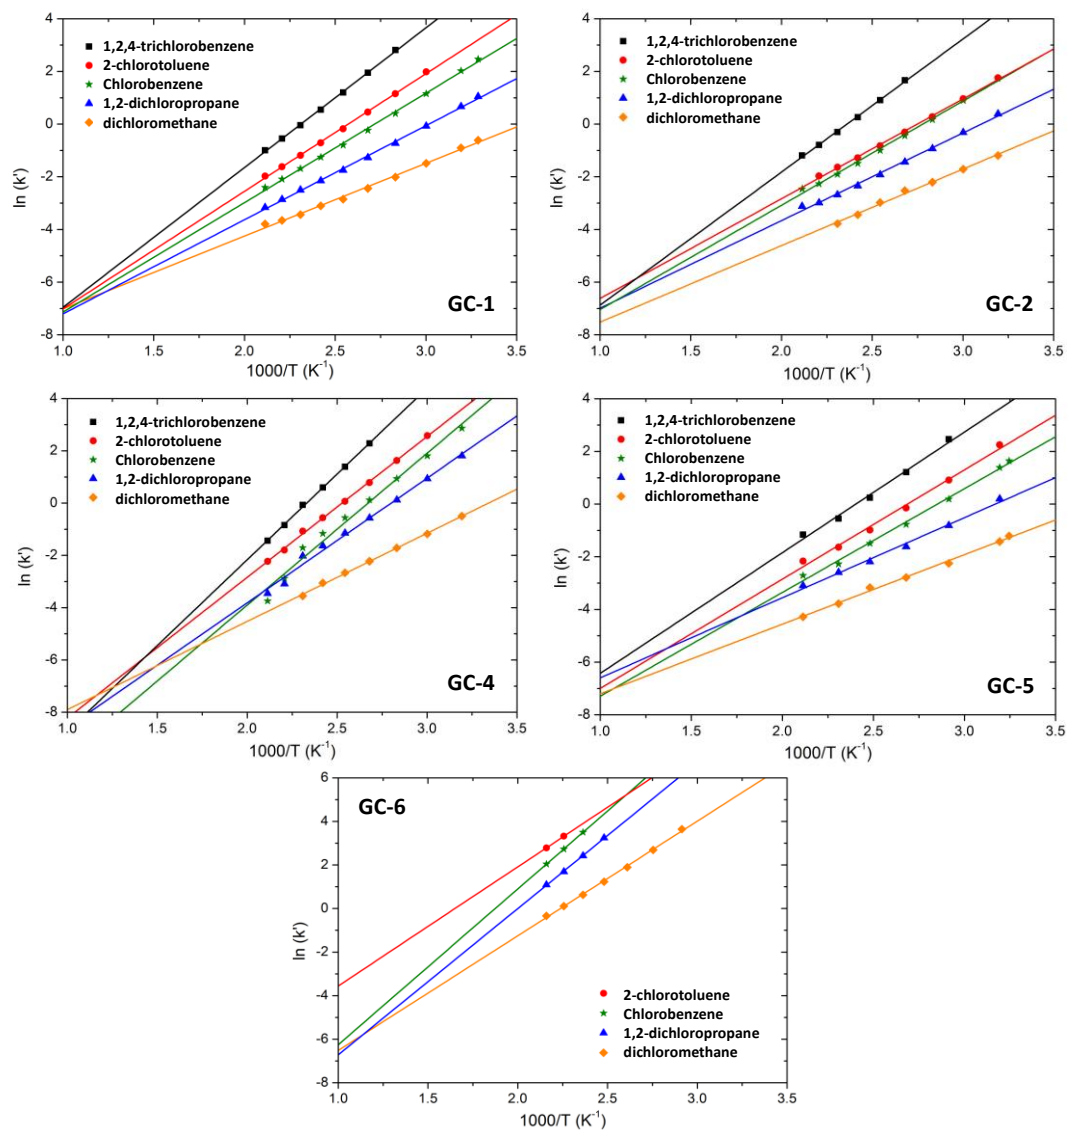 4
2
0
-2
-4
-6
-8
ln (k')
1,2,4-trichlorobenzene
2-chlorotoluene
Chlorobenzene
1,2-dichloropropane
dichloromethane
GC-1
1.0 1.5 2.0 2.5 3.0 3.5
1000/T (K⁻¹)
4
2
0
-2
-4
-6
-8
ln (k')
1,2,4-trichlorobenzene
2-chlorotoluene
Chlorobenzene
1,2-dichloropropane
dichloromethane
GC-2
1.0 1.5 2.0 2.5 3.0 3.5
1000/T (K⁻¹)
4
2
0
-2
-4
-6
-8
ln (k')
1,2,4-trichlorobenzene
2-chlorotoluene
Chlorobenzene
1,2-dichloropropane
dichloromethane
GC-4
1.0 1.5 2.0 2.5 3.0 3.5
1000/T (K⁻¹)
4
2
0
-2
-4
-6
-8
ln (k')
1,2,4-trichlorobenzene
2-chlorotoluene
Chlorobenzene
1,2-dichloropropane
dichloromethane
GC-5
1.0 1.5 2.0 2.5 3.0 3.5
1000/T (K⁻¹)
6
4
2
0
-2
-4
-6
-8
ln (k')
GC-6
2-chlorotoluene
Chlorobenzene
1,2-dichloropropane
dichloromethane
1.0 1.5 2.0 2.5 3.0 3.5
1000/T (K⁻¹)